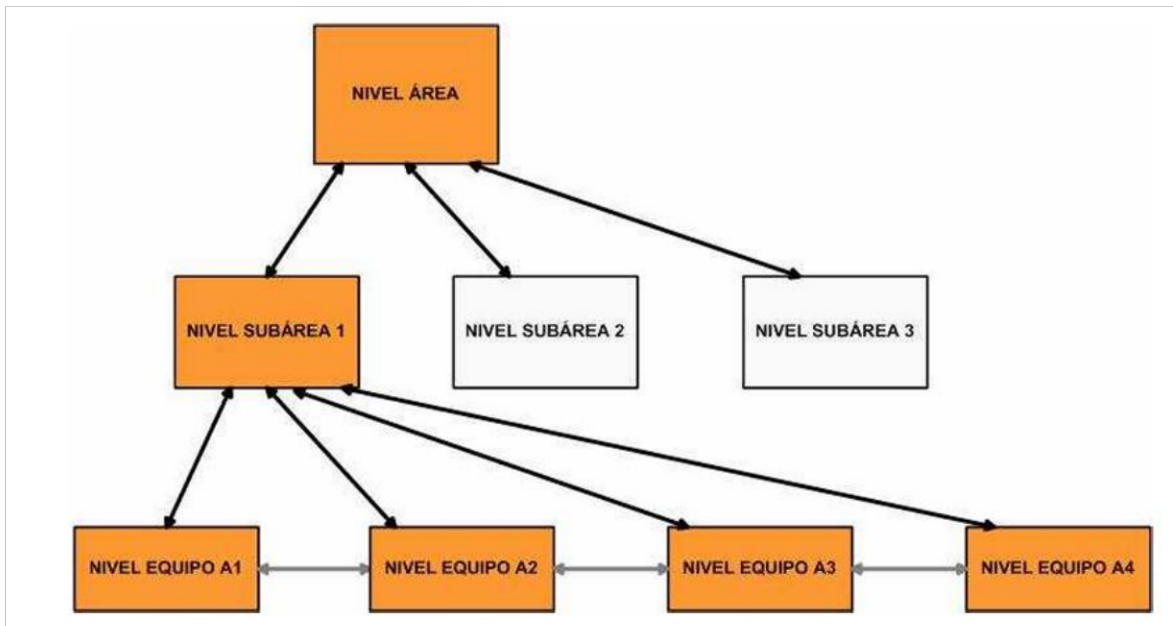 NIVEL ÁREA
NIVEL SUBÁREA 1
NIVEL SUBÁREA 2
NIVEL SUBÁREA 3
NIVEL EQUIPO A1
NIVEL EQUIPO A2
NIVEL EQUIPO A3
NIVEL EQUIPO A4